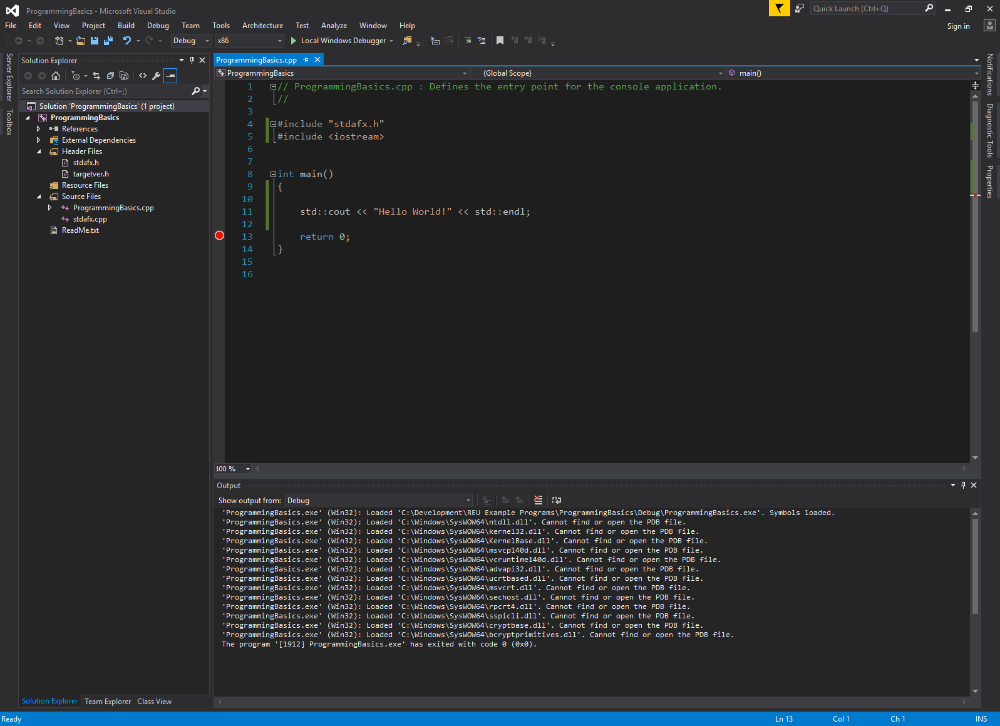 ProgrammingBasics - Microsoft Visual Studio
Quick Launch (Ctrl+Q)
File Edit View Project Build Debug Team Tools Architecture Test Analyze Window Help
Sign in
Debug x86 Local Windows Debugger
Server Explorer
Toolbox
Solution Explorer
Search Solution Explorer (Ctrl+;)
Solution 'ProgrammingBasics' (1 project)
ProgrammingBasics
References
External Dependencies
Header Files
stdafx.h
targetver.h
Resource Files
Source Files
ProgrammingBasics.cpp
stdafx.cpp
ReadMe.txt
Solution Explorer Team Explorer Class View
ProgrammingBasics.cpp
ProgrammingBasics (Global Scope) main()
1 // ProgrammingBasics.cpp : Defines the entry point for the console application.
2 //
3
4 #include "stdafx.h"
5 #include <iostream>
6
7
8 int main()
9 {
10
11 std::cout << "Hello World!" << std::endl;
12
13 return 0;
14 }
15
16
100 %
Output
Show output from: Debug
'ProgrammingBasics.exe' (Win32): Loaded 'C:\Development\REU Example Programs\ProgrammingBasics\Debug\ProgrammingBasics.exe'. Symbols loaded.
'ProgrammingBasics.exe' (Win32): Loaded 'C:\Windows\SysWOW64\ntdll.dll'. Cannot find or open the PDB file.
'ProgrammingBasics.exe' (Win32): Loaded 'C:\Windows\SysWOW64\kernel32.dll'. Cannot find or open the PDB file.
'ProgrammingBasics.exe' (Win32): Loaded 'C:\Windows\SysWOW64\KernelBase.dll'. Cannot find or open the PDB file.
'ProgrammingBasics.exe' (Win32): Loaded 'C:\Windows\SysWOW64\msvcp140d.dll'. Cannot find or open the PDB file.
'ProgrammingBasics.exe' (Win32): Loaded 'C:\Windows\SysWOW64\vcruntime140d.dll'. Cannot find or open the PDB file.
'ProgrammingBasics.exe' (Win32): Loaded 'C:\Windows\SysWOW64\advapi32.dll'. Cannot find or open the PDB file.
'ProgrammingBasics.exe' (Win32): Loaded 'C:\Windows\SysWOW64\ucrtbased.dll'. Cannot find or open the PDB file.
'ProgrammingBasics.exe' (Win32): Loaded 'C:\Windows\SysWOW64\msvcrt.dll'. Cannot find or open the PDB file.
'ProgrammingBasics.exe' (Win32): Loaded 'C:\Windows\SysWOW64\sechost.dll'. Cannot find or open the PDB file.
'ProgrammingBasics.exe' (Win32): Loaded 'C:\Windows\SysWOW64\rpcrt4.dll'. Cannot find or open the PDB file.
'ProgrammingBasics.exe' (Win32): Loaded 'C:\Windows\SysWOW64\sspicli.dll'. Cannot find or open the PDB file.
'ProgrammingBasics.exe' (Win32): Loaded 'C:\Windows\SysWOW64\cryptbase.dll'. Cannot find or open the PDB file.
'ProgrammingBasics.exe' (Win32): Loaded 'C:\Windows\SysWOW64\bcryptprimitives.dll'. Cannot find or open the PDB file.
The program '[1912] ProgrammingBasics.exe' has exited with code 0 (0x0).
Notifications
Diagnostic Tools
Properties
Ready Ln 13 Col 1 Ch 1 INS